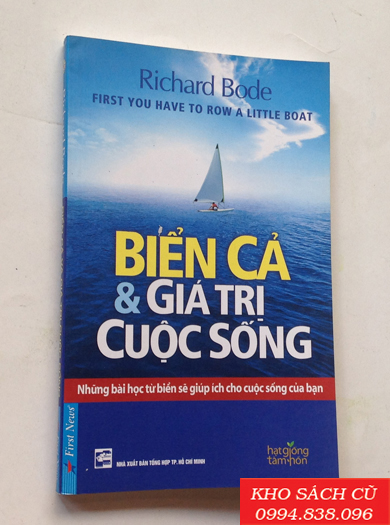 Richard Bode
FIRST YOU HAVE TO ROW A LITTLE BOAT
BIỂN CẢ
& GIÁ TRỊ
CUỘC SỐNG
Những bài học từ biển sẽ giúp ích cho cuộc sống của bạn
First News
NHÀ XUẤT BẢN TỔNG HỢP TP. HỒ CHÍ MINH
hạt giống
tâm hồn
KHO SÁCH CŨ
0994.838.096